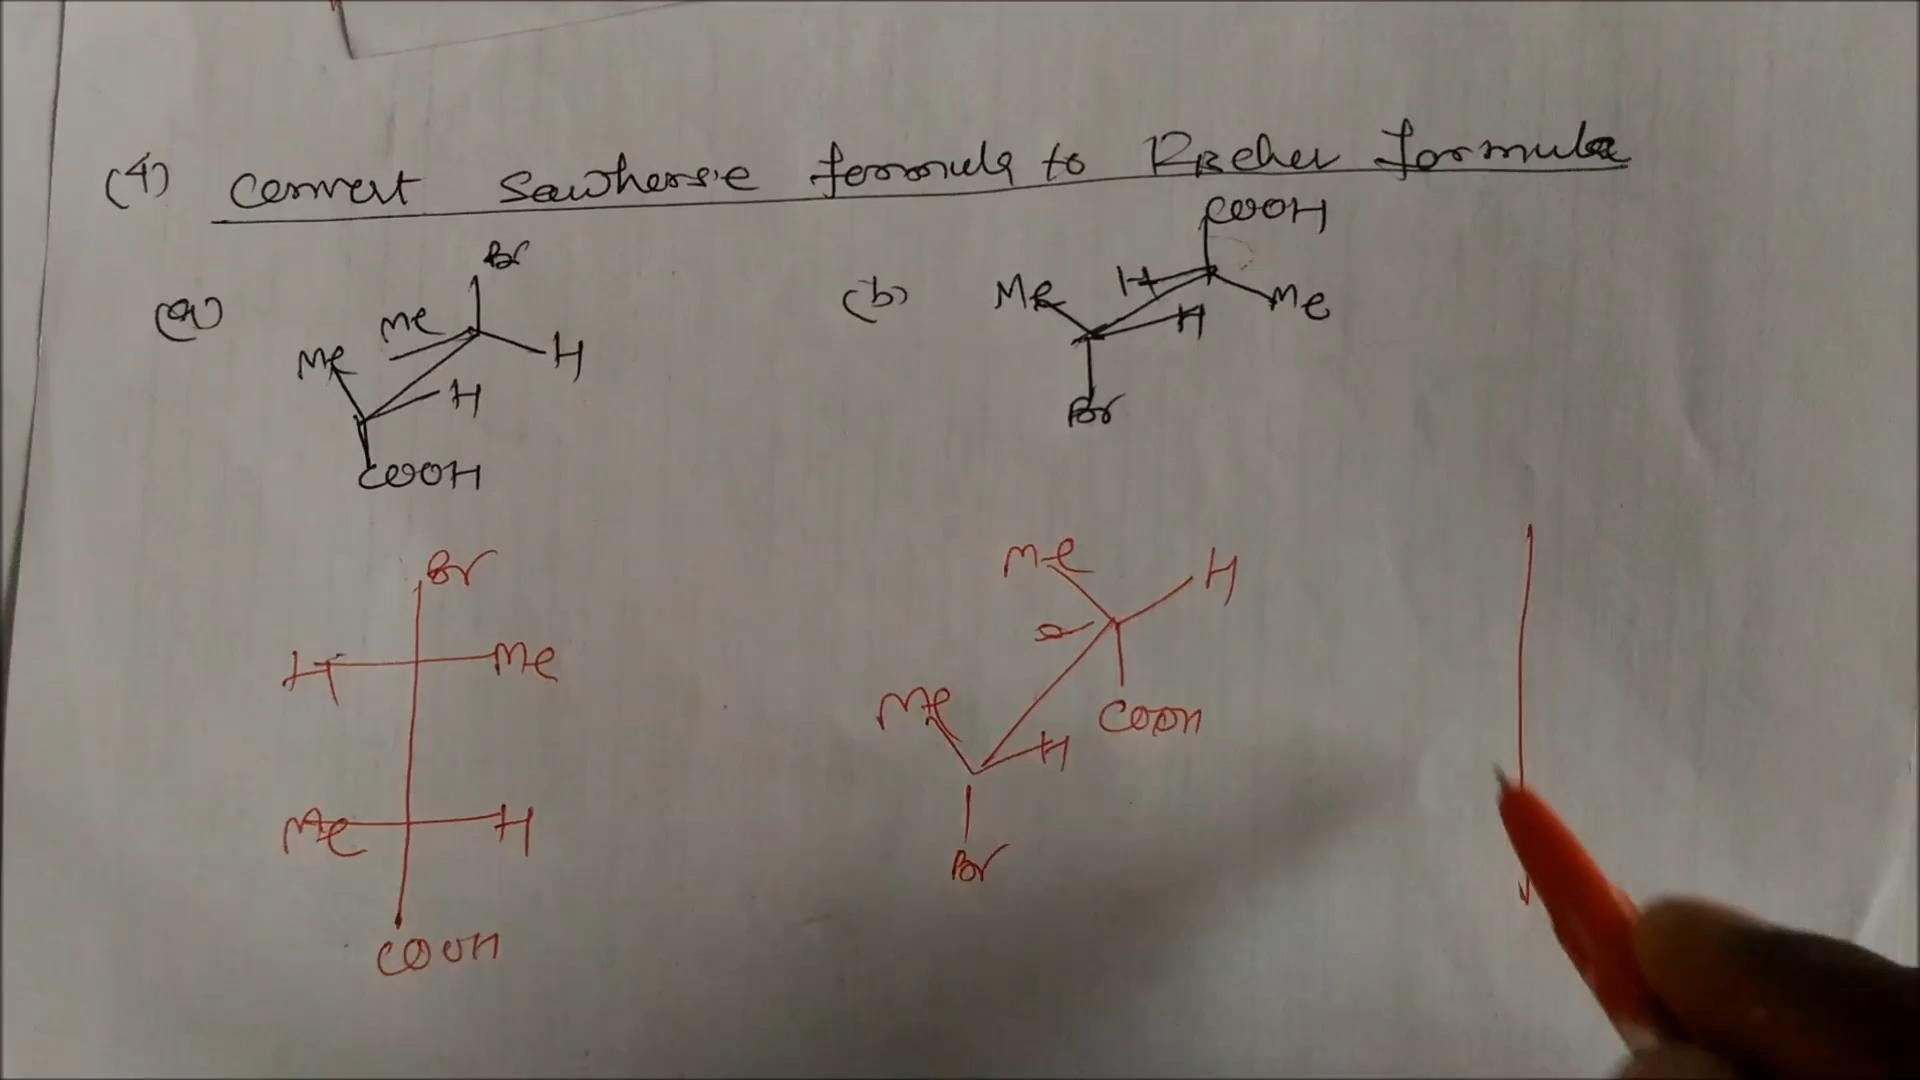 (4) Convert Sawhorse formula to Fischer formula
(a)
Br
Me
Me
H
H
COOH
(b)
COOH
Me
H
Me
H
Br
Br
H
Me
Me
H
COOH
Me
H
Me
H
COOH
Br